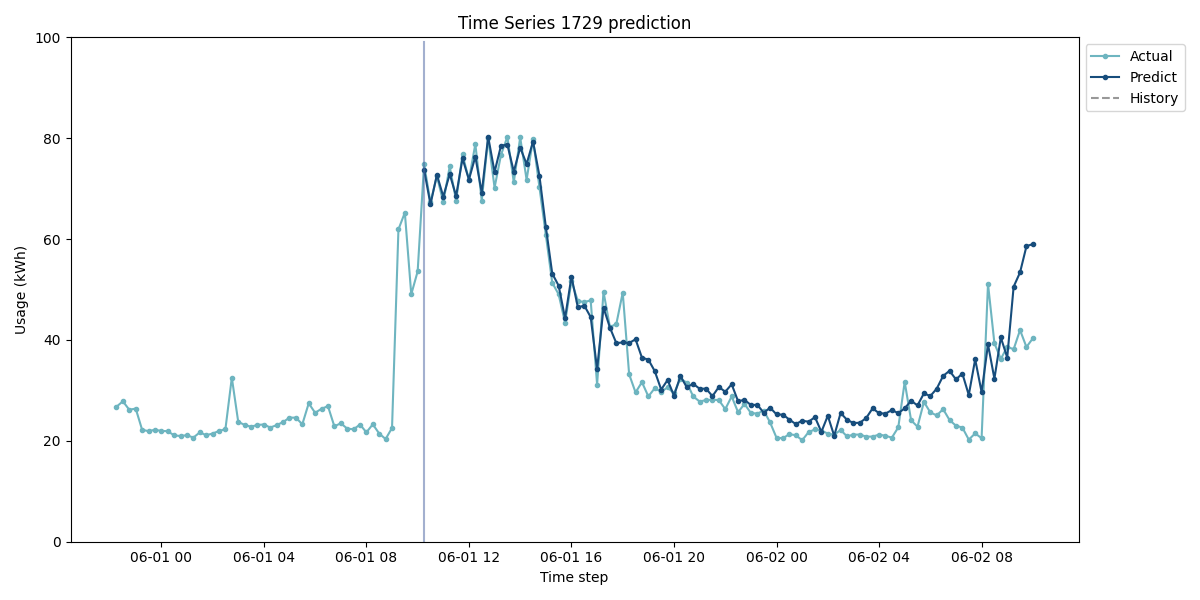 Time Series 1729 prediction
100
80
60
40
20
0
Usage (kWh)
06-01 00
06-01 04
06-01 08
06-01 12
06-01 16
06-01 20
06-02 00
06-02 04
06-02 08
Time step
Actual
Predict
History